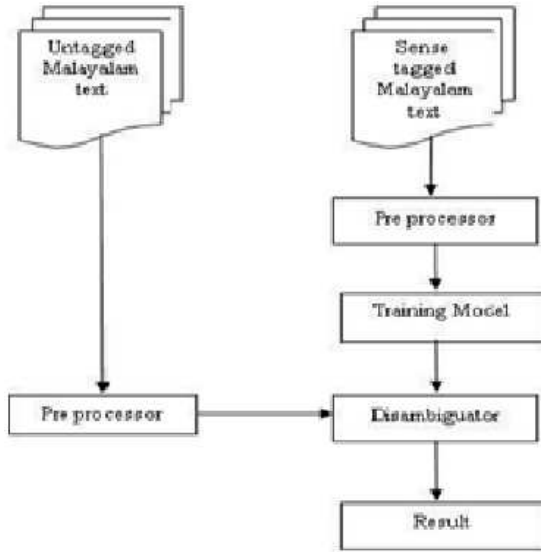 Untagged
Malayalam
text
Sense
tagged
Malayalam
text
Pre processor
Training Model
Pre processor
Disambiguator
Result